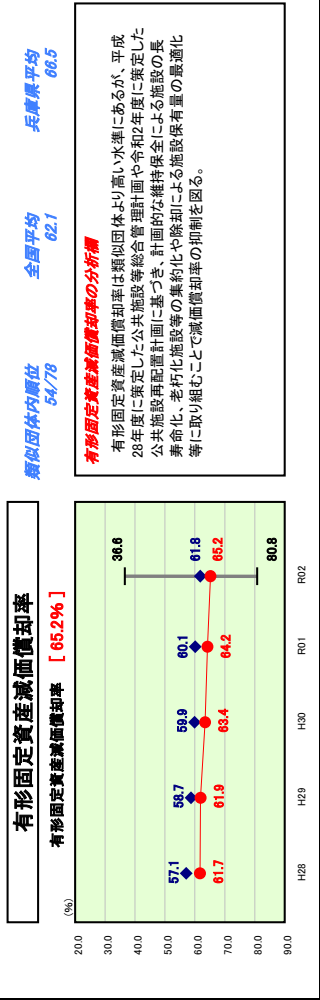 有形固定資産減価償却率
有形固定資産減価償却率 [ 65.2% ]
(%)
20.0
30.0
40.0
50.0
60.0
70.0
80.0
90.0
57.1
58.7
59.9
60.1
61.8
61.7
61.9
63.4
64.2
65.2
36.6
80.8
H28
H29
H30
R01
R02
類似団体内順位
54/78
全国平均
62.1
兵庫県平均
66.5
有形固定資産減価償却率の分析欄
有形固定資産減価償却率は類似団体より高い水準にあるが、平成
28年度に策定した公共施設等総合管理計画や令和2年度に策定した
公共施設再配置計画に基づき、計画的な維持保全による施設の長
寿命化、老朽化施設等の集約化や除却による施設保有量の最適化
等に取り組むことで減価償却率の抑制を図る。